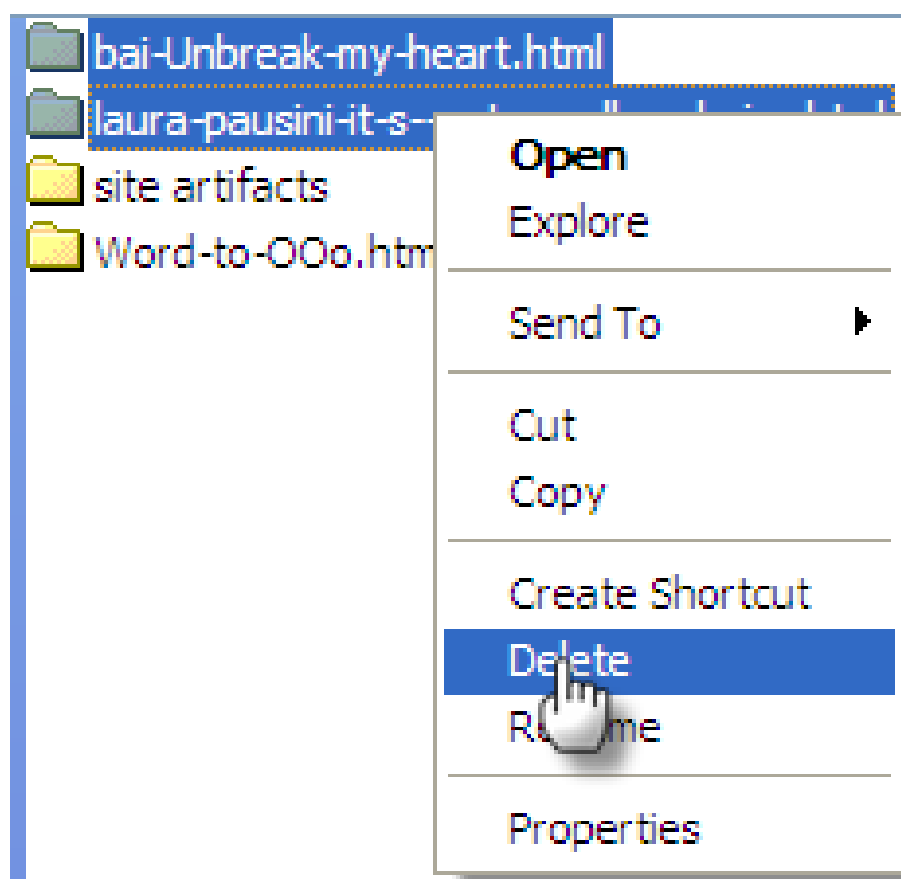 bai-Unbreak-my-heart.html
laura-pausini-it-s--
site artifacts
Word-to-OOo.htm
Open
Explore
Send To
Cut
Copy
Create Shortcut
Delete
Properties